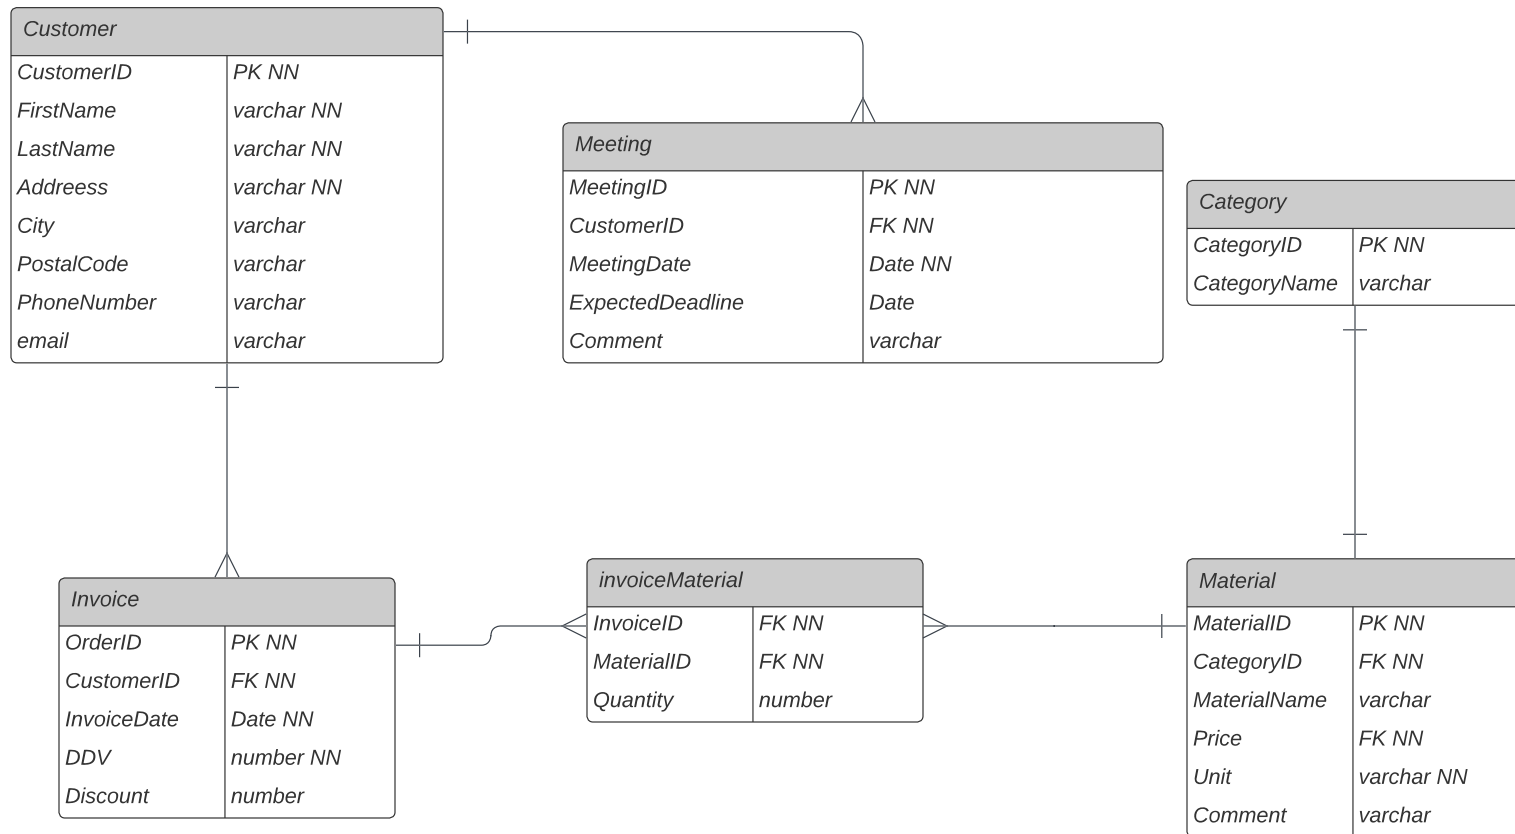 Customer
CustomerID PK NN
FirstName varchar NN
LastName varchar NN
Addreess varchar NN
City varchar
PostalCode varchar
PhoneNumber varchar
email varchar
Meeting
MeetingID PK NN
CustomerID FK NN
MeetingDate Date NN
ExpectedDeadline Date
Comment varchar
Category
CategoryID PK NN
CategoryName varchar
Invoice
OrderID PK NN
CustomerID FK NN
InvoiceDate Date NN
DDV number NN
Discount number
invoiceMaterial
InvoiceID FK NN
MaterialID FK NN
Quantity number
Material
MaterialID PK NN
CategoryID FK NN
MaterialName varchar
Price FK NN
Unit varchar NN
Comment varchar